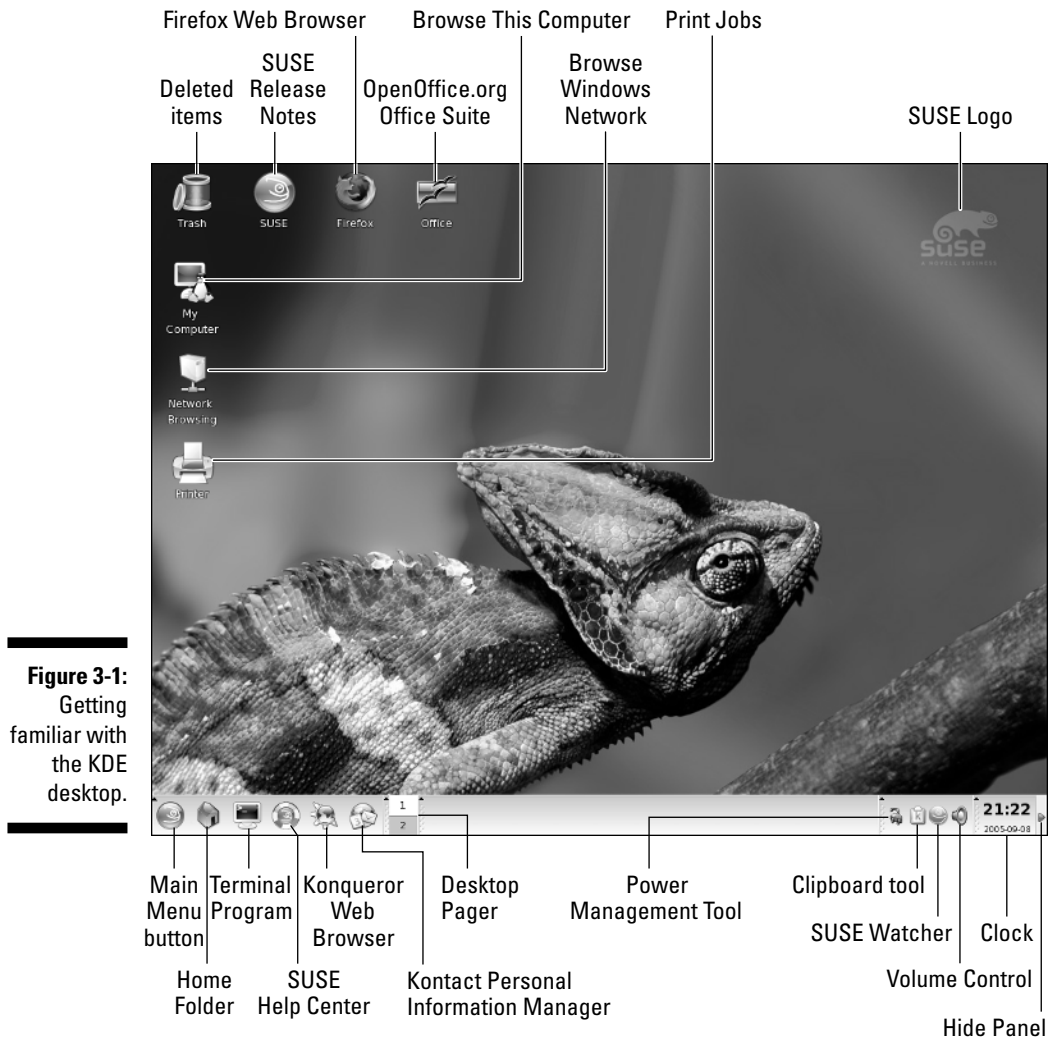 Firefox Web Browser
Browse This Computer
Print Jobs
Deleted
items
SUSE
Release
Notes
OpenOffice.org
Office Suite
Browse
Windows
Network
SUSE Logo
Trash
SUSE
Firefox
Office
suse
A NOVELL BUSINESS
My
Computer
Network
Browsing
Printer
Figure 3-1:
Getting
familiar with
the KDE
desktop.
1
2
21:22
2005-09-08
Main
Menu
button
Terminal
Program
Konqueror
Web
Browser
Desktop
Pager
Power
Management Tool
Clipboard tool
SUSE Watcher
Clock
Home
Folder
SUSE
Help Center
Kontact Personal
Information Manager
Volume Control
Hide Panel